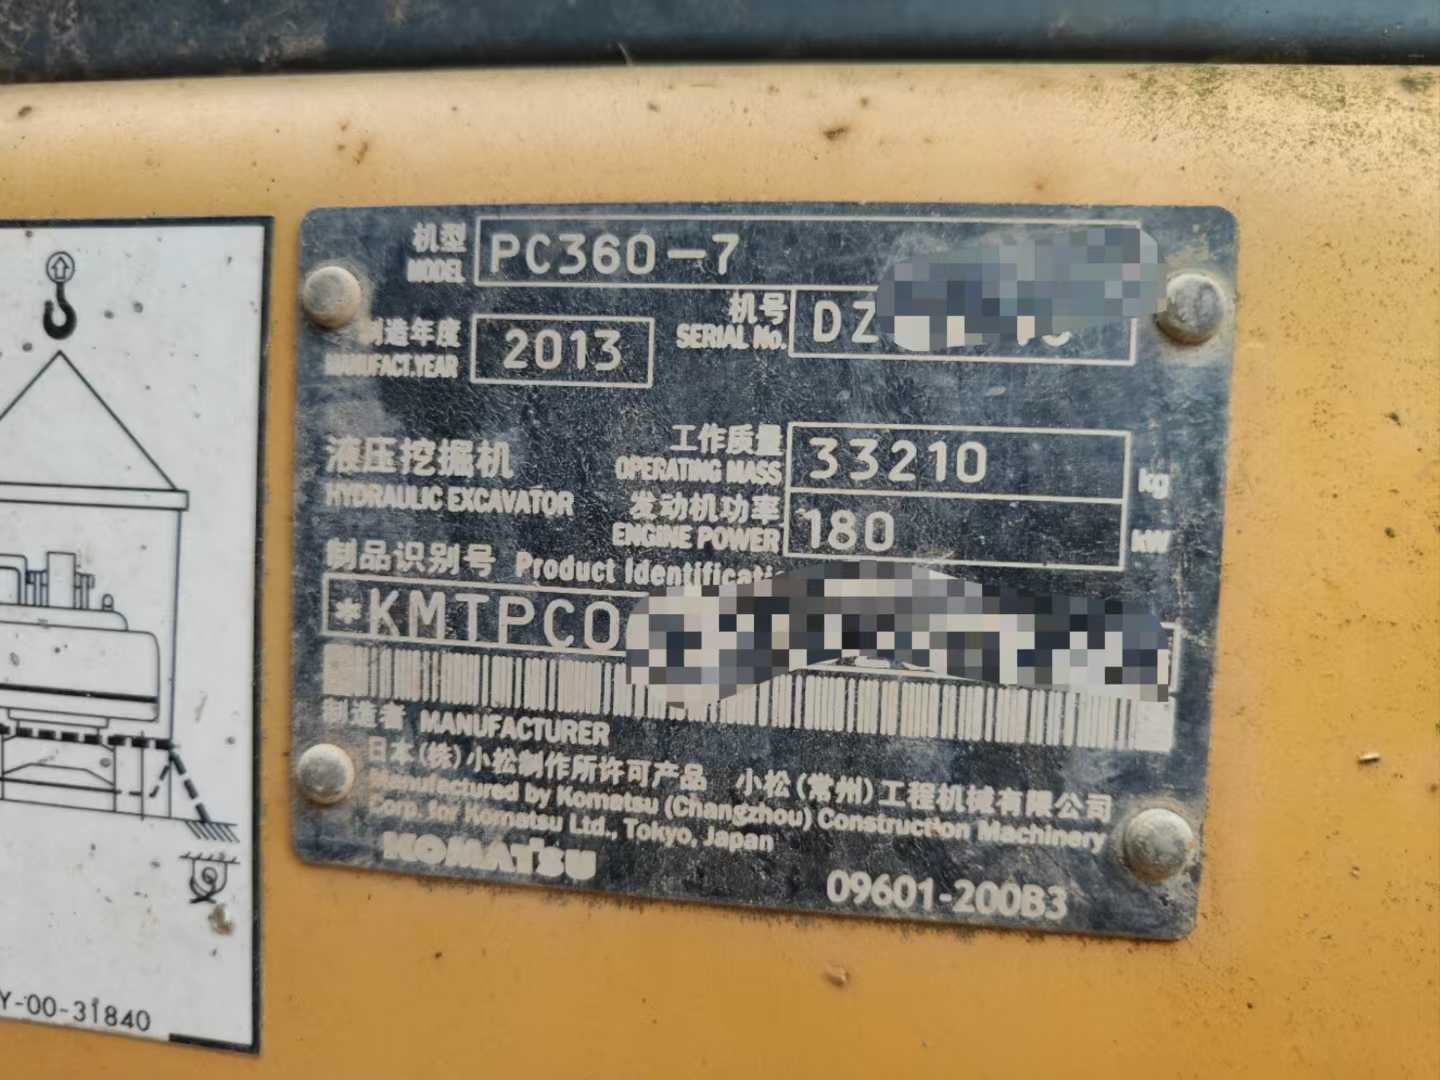 机型 PC360-7
MODEL
机号 DZ
SERIAL No.
制造年度 2013
MANUFACT.YEAR
工作质量 33210 kg
OPERATING MASS
液压挖掘机
HYDRAULIC EXCAVATOR
发动机功率 180 kW
ENGINE POWER
制品识别号 Product
*KMTPC0
制造者 MANUFACTURER
日本(株)小松制作所许可产品 小松(常州)工程机械有限公司
Manufactured by Komatsu (Changzhou) Construction Machinery
Corp. for Komatsu Ltd., Tokyo, Japan
KOMATSU
09601-200B3
Y-00-31840